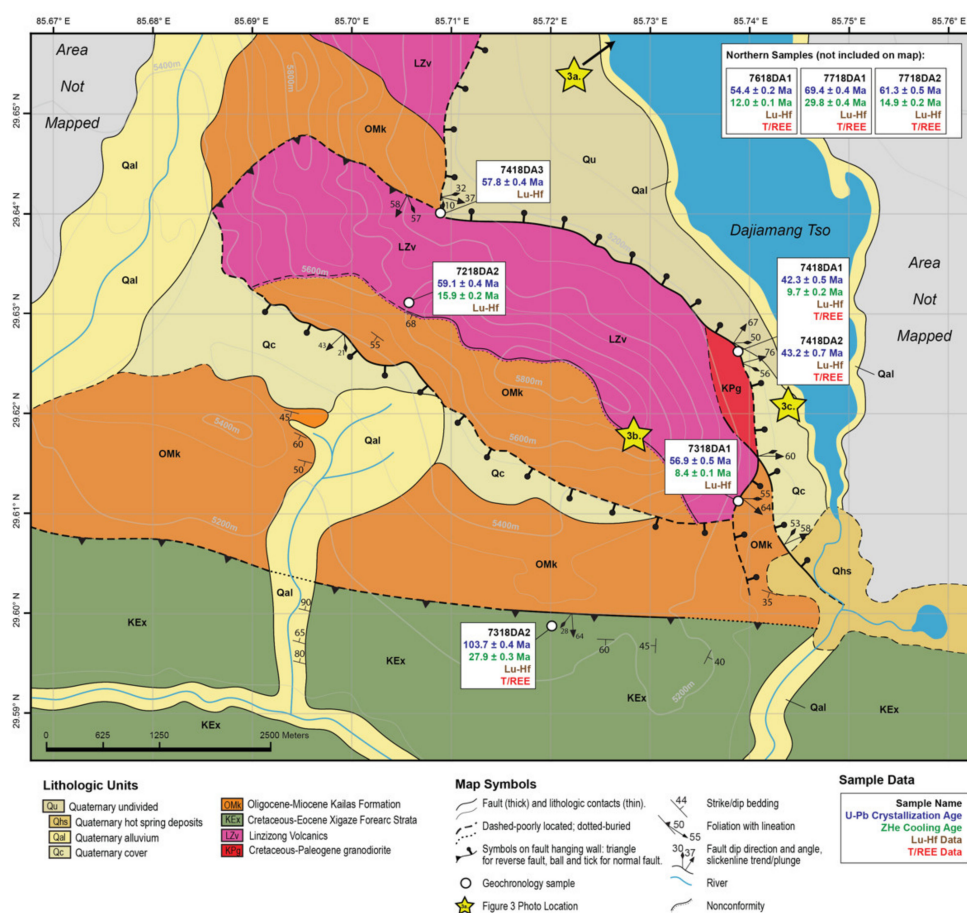 85.67° E
85.68° E
85.69° E
85.70° E
85.71° E
85.72° E
85.73° E
85.74° E
85.75° E
85.76° E
29.65° N
29.64° N
29.63° N
29.62° N
29.61° N
29.60° N
29.59° N
Area
Not
Mapped
5400m
LZv
3a.
Northern Samples (not included on map):
7618DA1
54.4 ± 0.2 Ma
12.0 ± 0.1 Ma
Lu-Hf
T/REE
7718DA1
69.4 ± 0.4 Ma
29.8 ± 0.4 Ma
Lu-Hf
T/REE
7718DA2
61.3 ± 0.5 Ma
14.9 ± 0.2 Ma
Lu-Hf
T/REE
OMk
Qal
Qu
Qal
7418DA3
57.8 ± 0.4 Ma
Lu-Hf
32
37
10
58
57
Dajiamang Tso
Area
Not
Mapped
LZv
Qal
5600m
7218DA2
59.1 ± 0.4 Ma
15.9 ± 0.2 Ma
Lu-Hf
68
7418DA1
42.3 ± 0.5 Ma
9.7 ± 0.2 Ma
Lu-Hf
T/REE
7418DA2
43.2 ± 0.7 Ma
Lu-Hf
T/REE
Qal
Qc
43
21
55
LZv
67
50
76
56
KPg
OMk
3c.
5400m
45
60
50
Qal
OMk
3b.
5600m
7318DA1
56.9 ± 0.5 Ma
8.4 ± 0.1 Ma
Lu-Hf
60
Qc
Qc
55
64
53
58
5200m
5400m
OMk
OMk
Qhs
35
Qal
90
65
80
KEx
KEx
7318DA2
103.7 ± 0.4 Ma
27.9 ± 0.3 Ma
Lu-Hf
T/REE
28
64
60
45
40
5200m
KEx
Qal
KEx
KEx
0 625 1250 2500 Meters
Lithologic Units
Qu Quaternary undivided
Qhs Quaternary hot spring deposits
Qal Quaternary alluvium
Qc Quaternary cover
OMk Oligocene-Miocene Kailas Formation
KEx Cretaceous-Eocene Xigaze Forearc Strata
LZv Linzizong Volcanics
KPg Cretaceous-Paleogene granodiorite
Map Symbols
Fault (thick) and lithologic contacts (thin).
Dashed-poorly located; dotted-buried
Symbols on fault hanging wall: triangle
for reverse fault, ball and tick for normal fault.
Geochronology sample
Figure 3 Photo Location
44
Strike/dip bedding
50
55
Foliation with lineation
30
37
Fault dip direction and angle,
slickenline trend/plunge
River
Nonconformity
Sample Data
Sample Name
U-Pb Crystallization Age
ZHe Cooling Age
Lu-Hf Data
T/REE Data